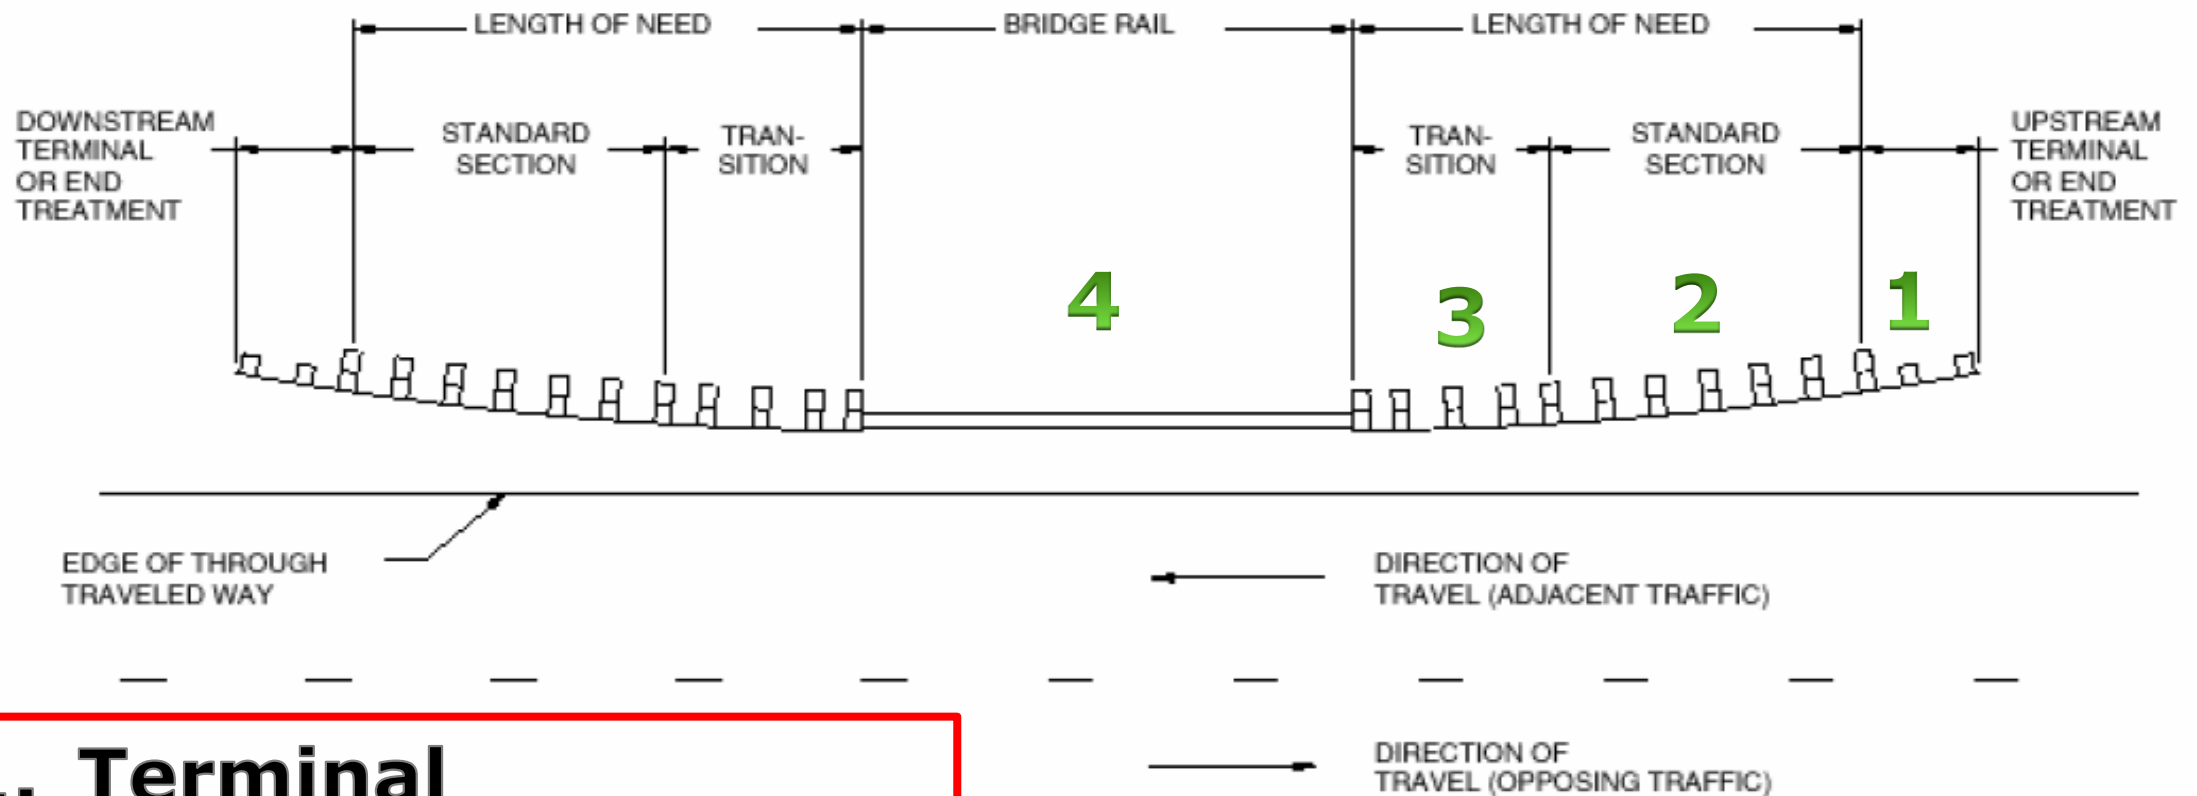 LENGTH OF NEED
BRIDGE RAIL
LENGTH OF NEED
DOWNSTREAM
TERMINAL
OR END
TREATMENT
STANDARD
SECTION
TRAN-
SITION
TRAN-
SITION
STANDARD
SECTION
UPSTREAM
TERMINAL
OR END
TREATMENT
4
3
2
1
EDGE OF THROUGH
TRAVELED WAY
DIRECTION OF
TRAVEL (ADJACENT TRAFFIC)
DIRECTION OF
TRAVEL (OPPOSING TRAFFIC)
Terminal